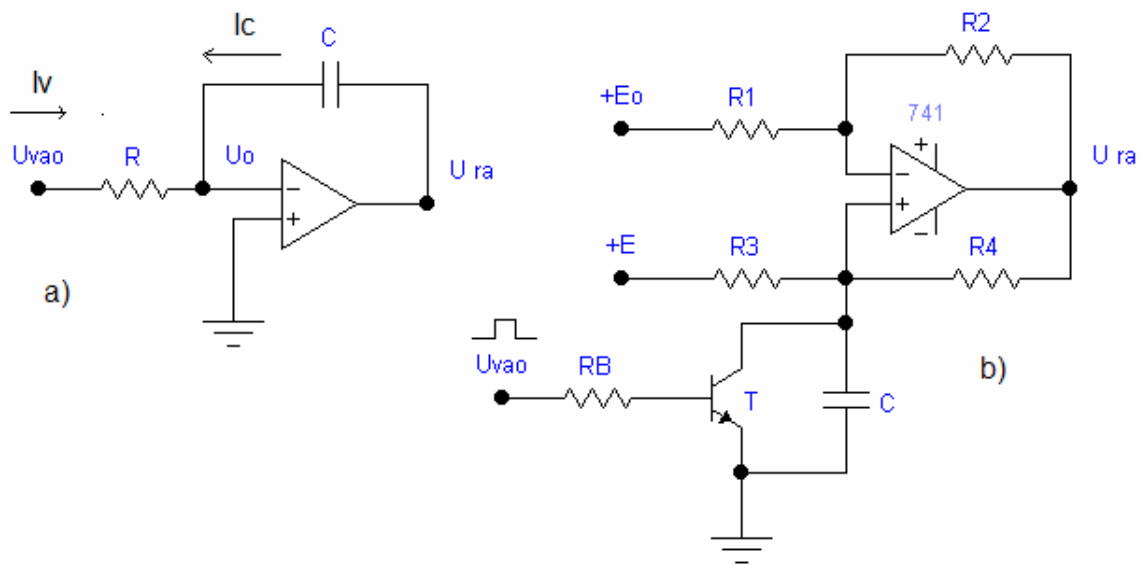 Ic
C
Iv
Uvao
R
Uo
−
+
U ra
a)
R2
+Eo
R1
741
+
−
+
−
U ra
+E
R3
R4
Uvao
RB
T
C
b)